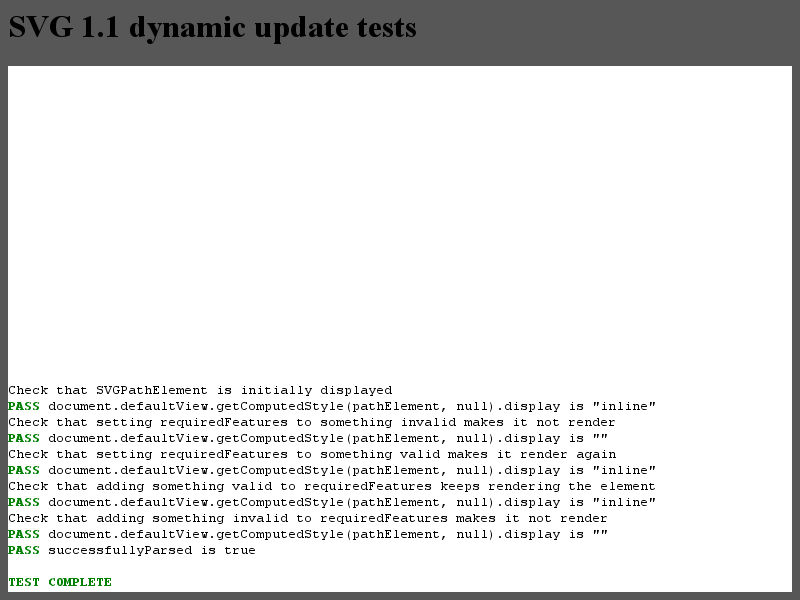 SVG 1.1 dynamic update tests
Check that SVGPathElement is initially displayed
PASS document.defaultView.getComputedStyle(pathElement, null).display is "inline"
Check that setting requiredFeatures to something invalid makes it not render
PASS document.defaultView.getComputedStyle(pathElement, null).display is ""
Check that setting requiredFeatures to something valid makes it render again
PASS document.defaultView.getComputedStyle(pathElement, null).display is "inline"
Check that adding something valid to requiredFeatures keeps rendering the element
PASS document.defaultView.getComputedStyle(pathElement, null).display is "inline"
Check that adding something invalid to requiredFeatures makes it not render
PASS document.defaultView.getComputedStyle(pathElement, null).display is ""
PASS successfullyParsed is true
TEST COMPLETE